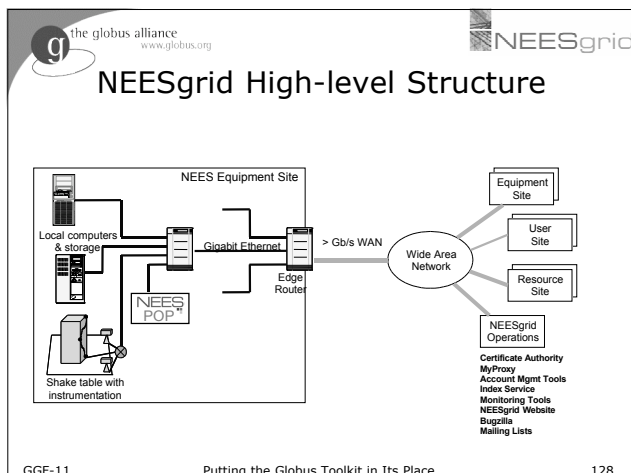 the globus alliance
www.globus.org
g
NEESgrid
NEESgrid High-level Structure
NEES Equipment Site
Local computers
& storage
Gigabit Ethernet
Edge
Router
NEES
POP
Shake table with
instrumentation
> Gb/s WAN
Wide Area
Network
Equipment
Site
User
Site
Resource
Site
NEESgrid
Operations
Certificate Authority
MyProxy
Account Mgmt Tools
Index Service
Monitoring Tools
NEESgrid Website
Bugzilla
Mailing Lists
GGF-11
Putting the Globus Toolkit in Its Place
128